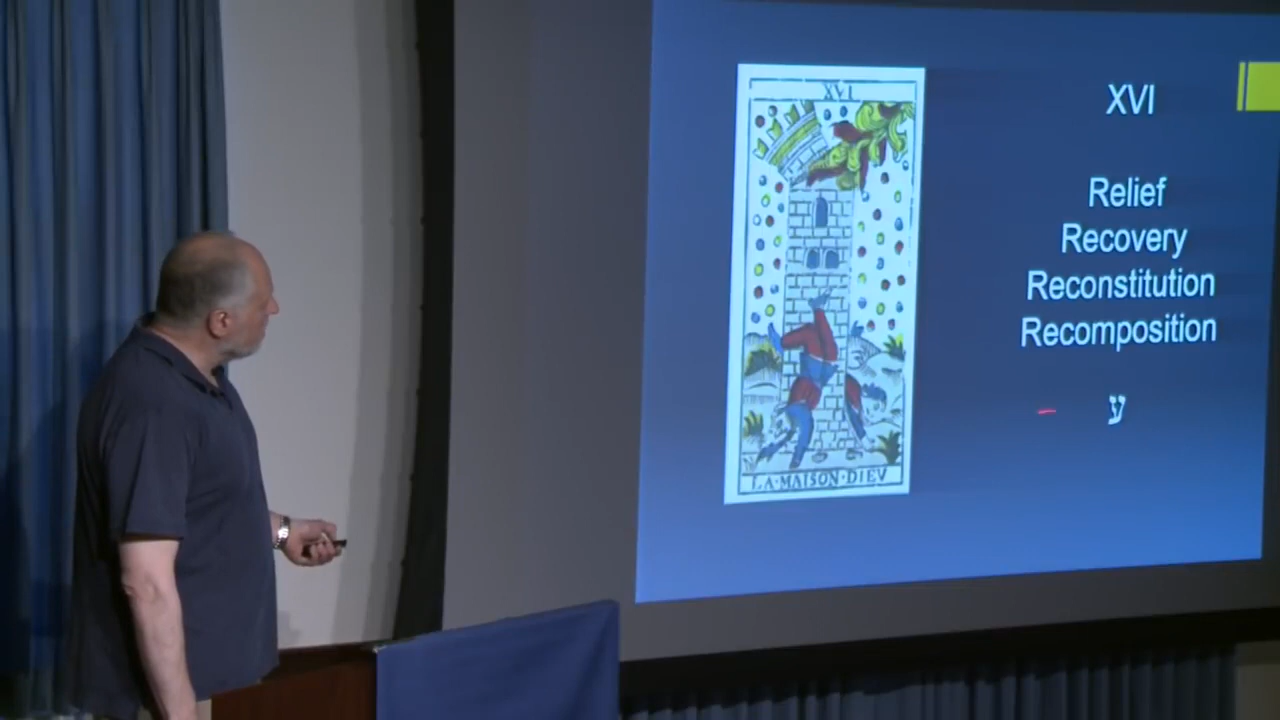 XVI
LA·MAISON·DIEV
XVI
Relief
Recovery
Reconstitution
Recomposition
ע